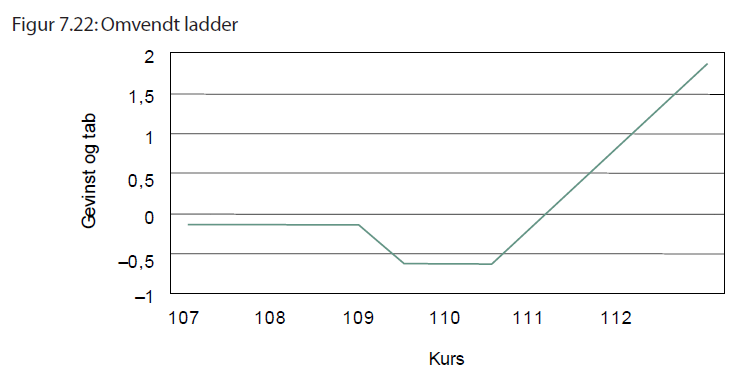 Figur 7.22: Omvendt ladder
2
1,5
1
0,5
0
–0,5
–1
Gevinst og tab
107 108 109 110 111 112
Kurs